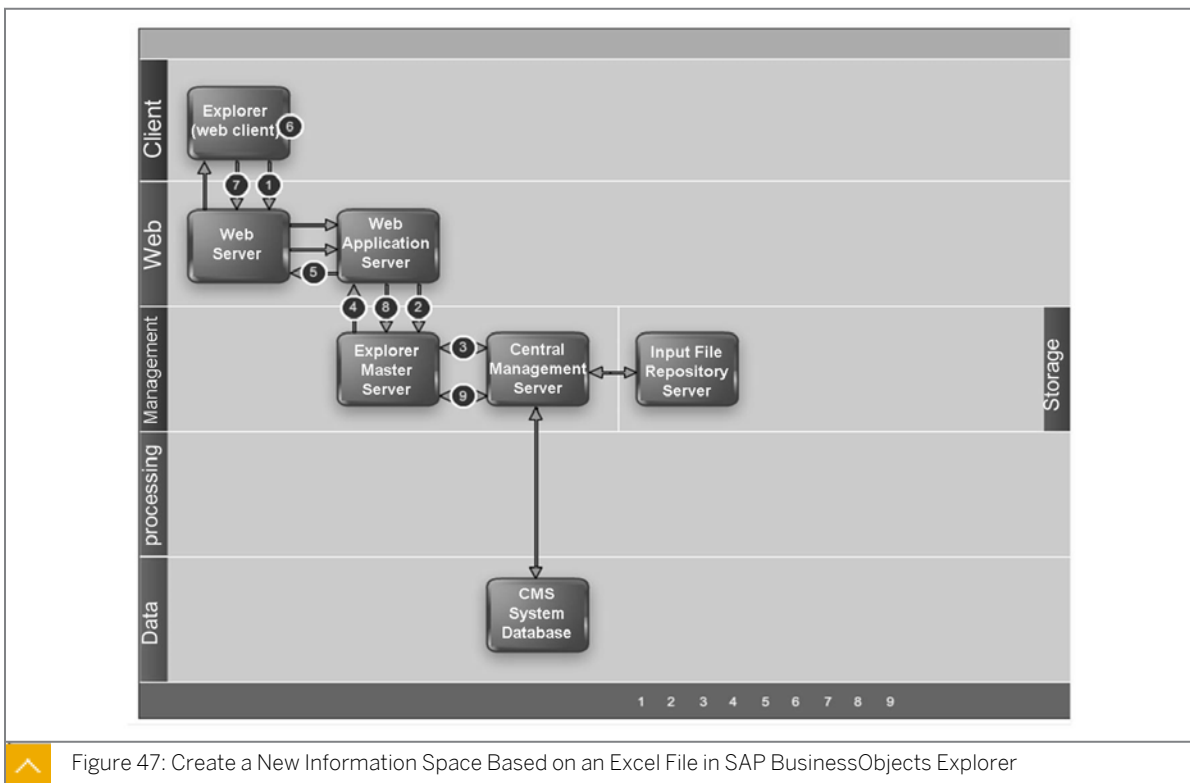 Client
Explorer
(web client)
6
7
1
Web
Web
Server
Web
Application
Server
5
4
8
2
Management
Explorer
Master
Server
3
9
Central
Management
Server
Input File
Repository
Server
Storage
processing
Data
CMS
System
Database
1 2 3 4 5 6 7 8 9
Figure 47: Create a New Information Space Based on an Excel File in SAP BusinessObjects Explorer